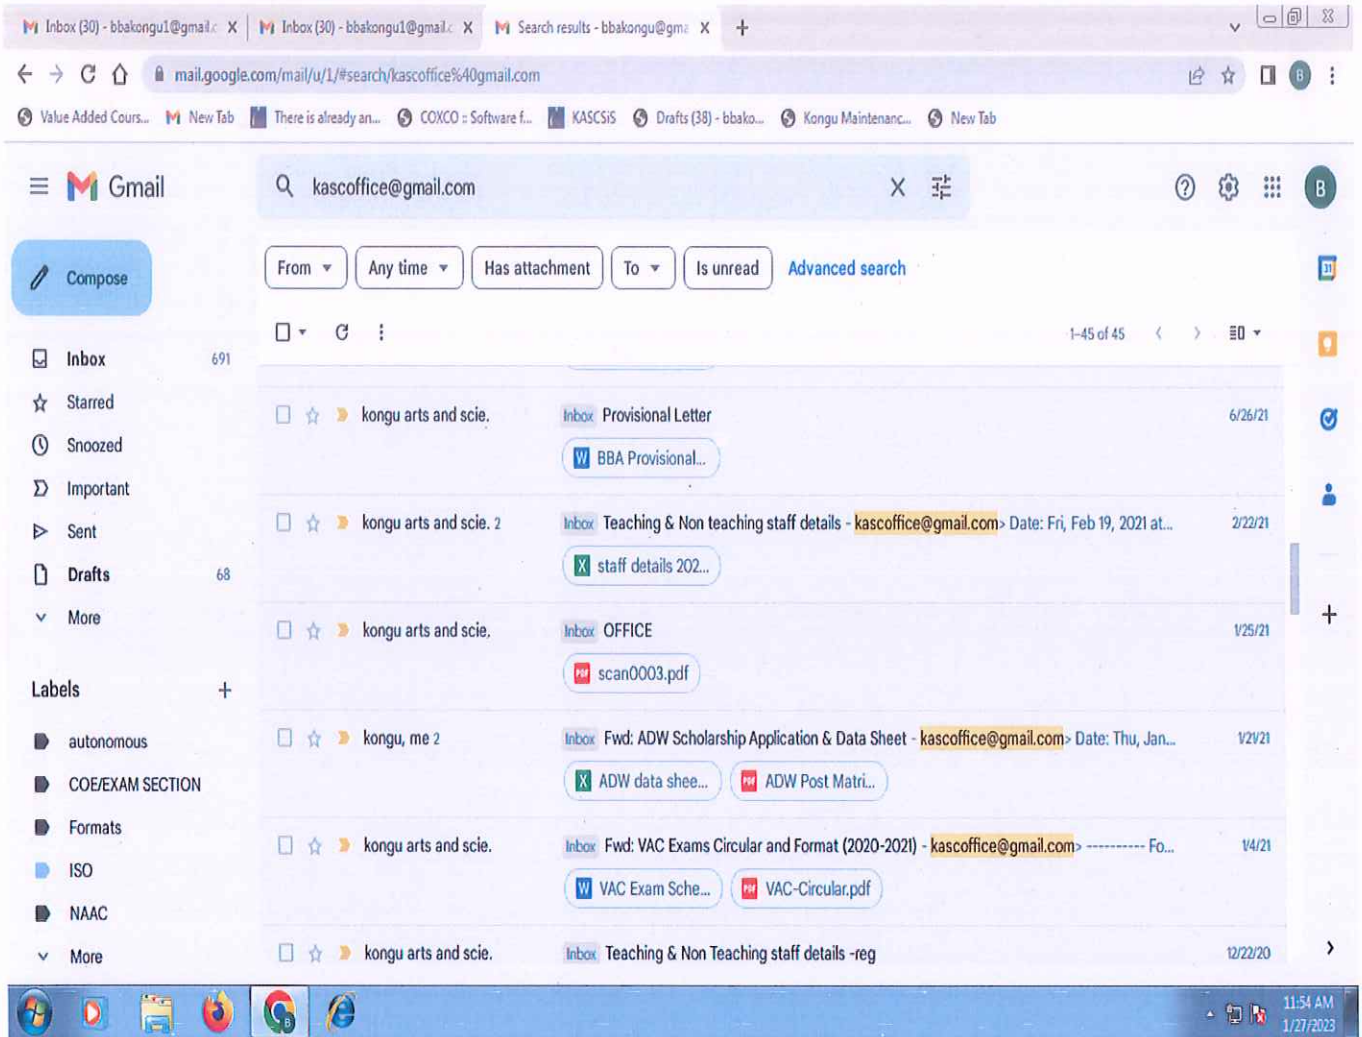 Inbox (30) - bbakongu1@gmail.c X
Inbox (30) - bbakongu1@gmail.c X
Search results - bbakongu@gma X +
mail.google.com/mail/u/1/#search/kascoffice%40gmail.com B
Value Added Cours... New Tab There is already an... COXCO :: Software f... KASCSIS Drafts (38) - bbako... Kongu Maintenanc... New Tab
Gmail
kascoffice@gmail.com
B
Compose
From Any time Has attachment To Is unread Advanced search
1-45 of 45
Inbox 691
Starred
Snoozed
Important
Sent
Drafts 68
More
Labels +
autonomous
COE/EXAM SECTION
Formats
ISO
NAAC
More
kongu arts and scie. Inbox Provisional Letter 6/26/21
W BBA Provisional...
kongu arts and scie. 2 Inbox Teaching & Non teaching staff details - kascoffice@gmail.com> Date: Fri, Feb 19, 2021 at... 2/22/21
X staff details 202...
kongu arts and scie. Inbox OFFICE 1/25/21
PDF scan0003.pdf
kongu, me 2 Inbox Fwd: ADW Scholarship Application & Data Sheet - kascoffice@gmail.com> Date: Thu, Jan... 1/21/21
X ADW data shee... PDF ADW Post Matri...
kongu arts and scie. Inbox Fwd: VAC Exams Circular and Format (2020-2021) - kascoffice@gmail.com> ---------- Fo... 1/4/21
W VAC Exam Sche... PDF VAC-Circular.pdf
kongu arts and scie. Inbox Teaching & Non Teaching staff details -reg 12/22/20
31
11:54 AM
1/27/2023